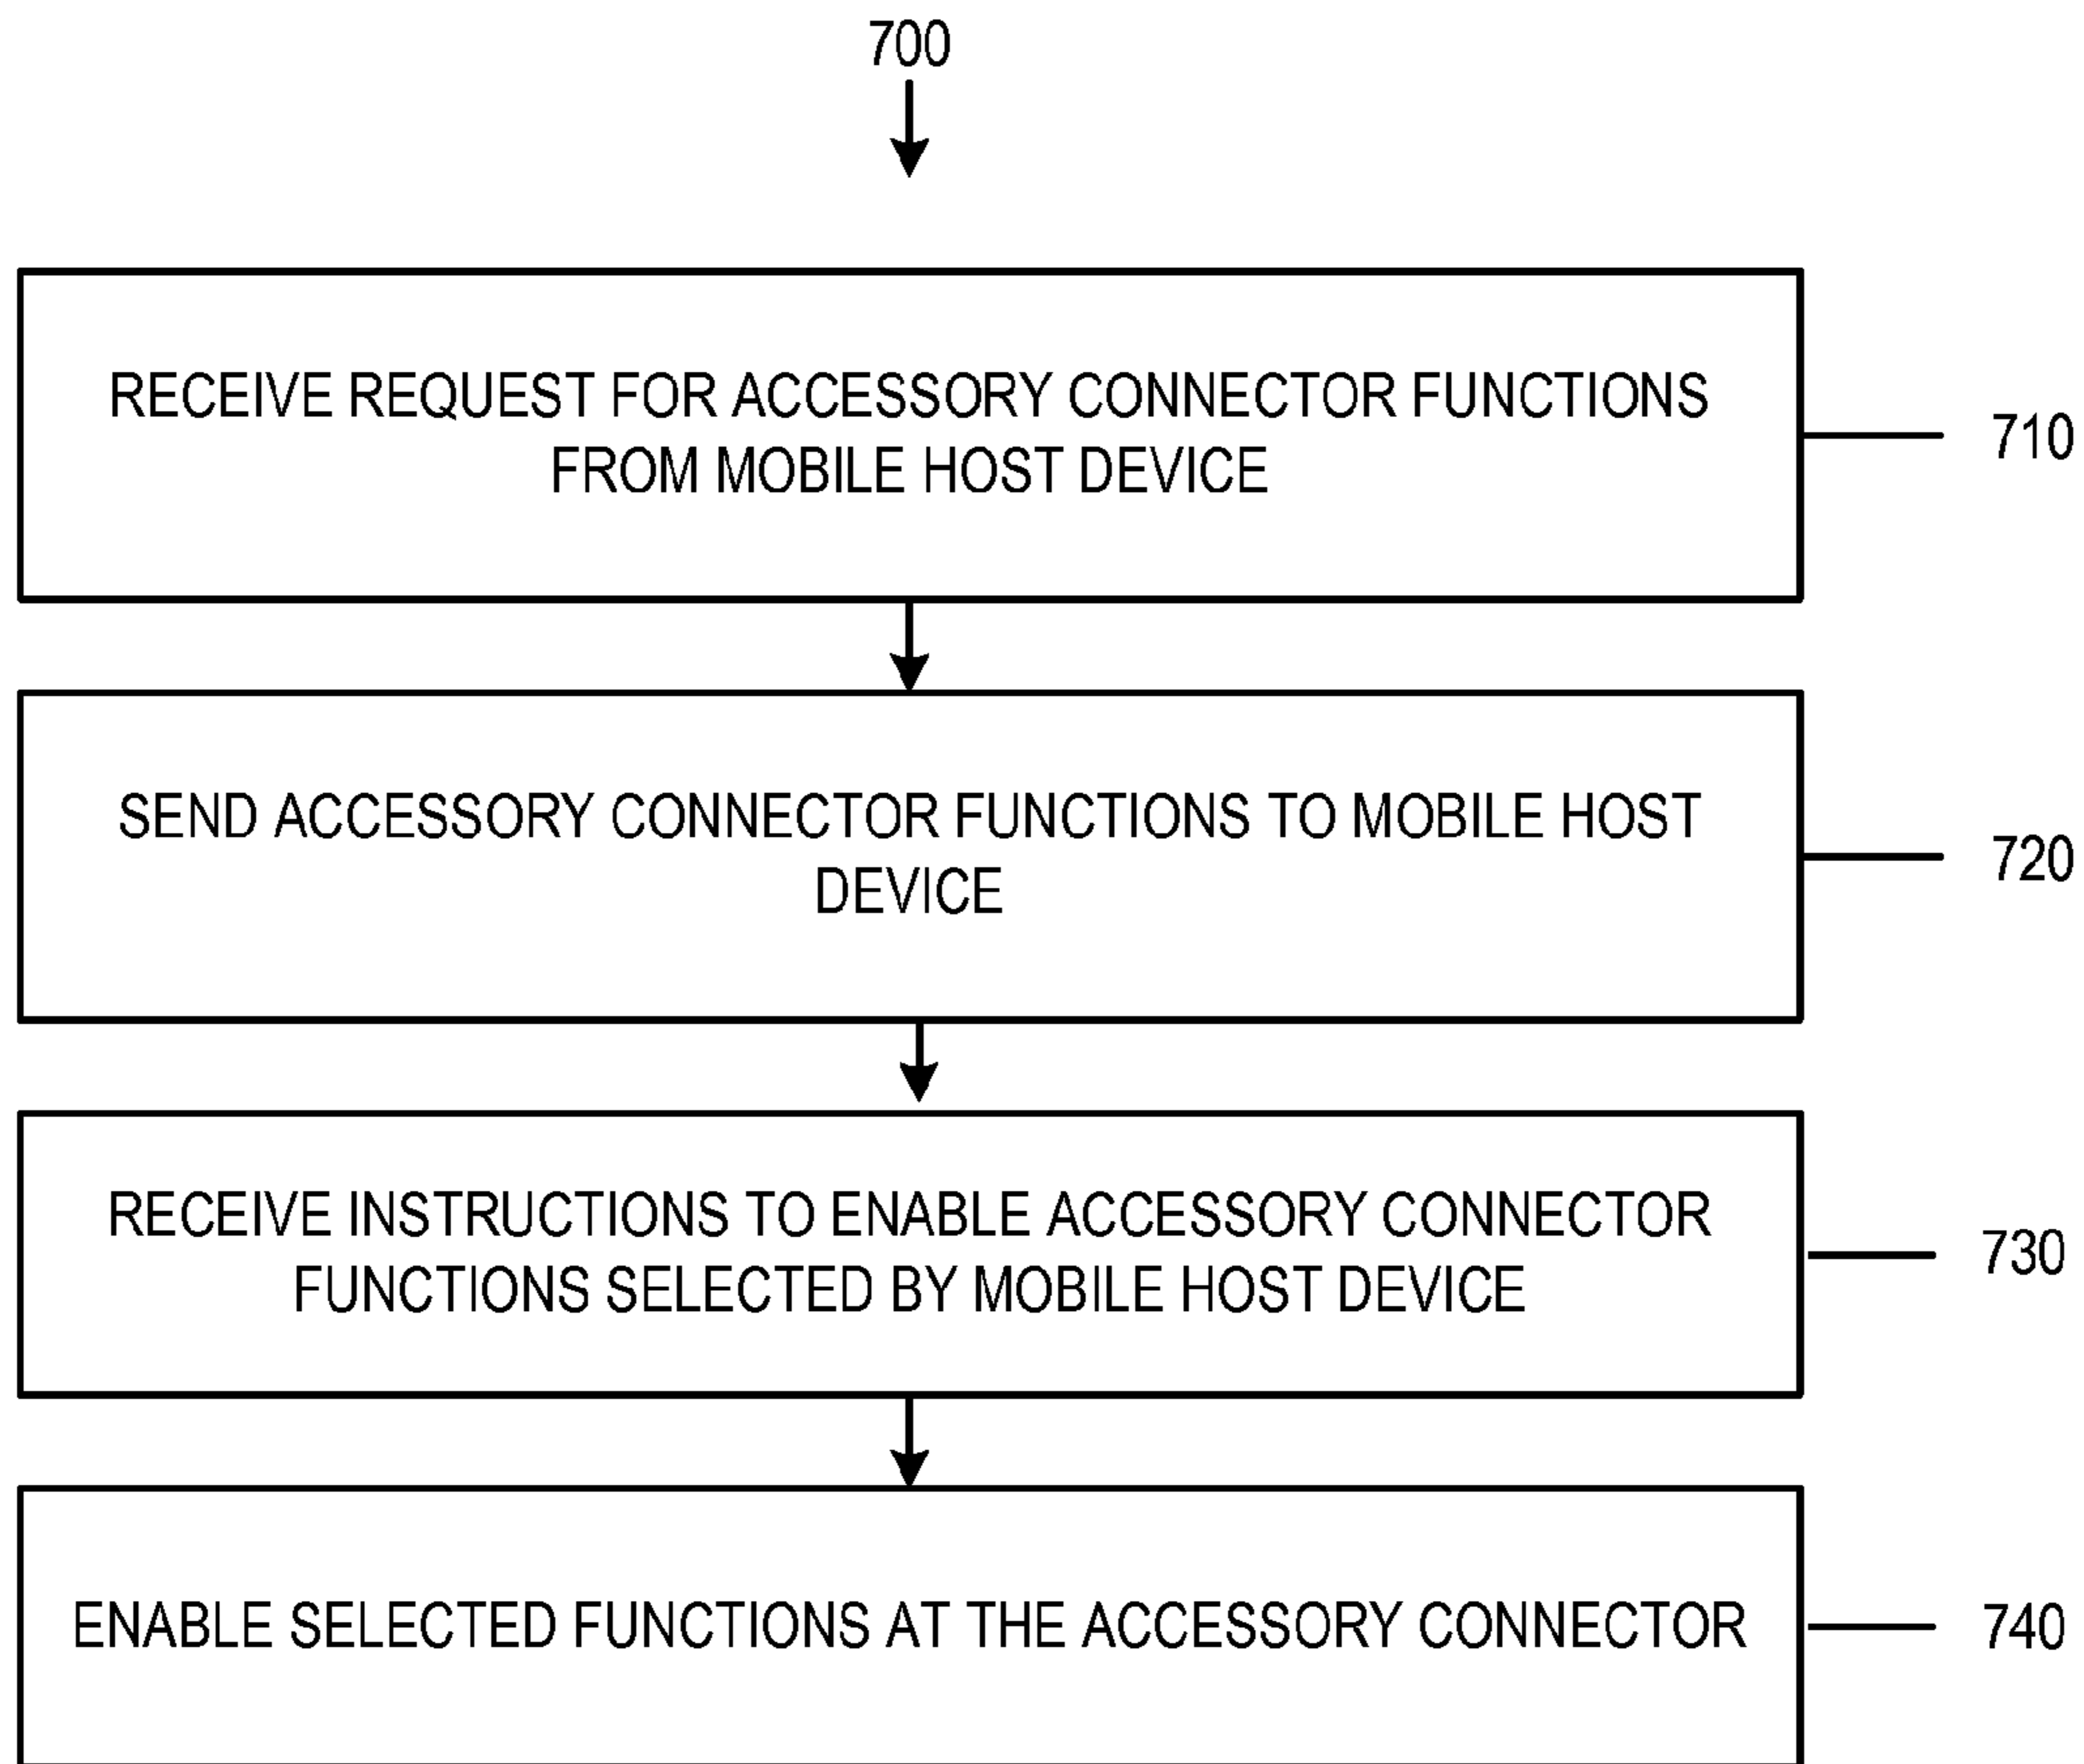 700
RECEIVE REQUEST FOR ACCESSORY CONNECTOR FUNCTIONS
FROM MOBILE HOST DEVICE
710
SEND ACCESSORY CONNECTOR FUNCTIONS TO MOBILE HOST
DEVICE
720
RECEIVE INSTRUCTIONS TO ENABLE ACCESSORY CONNECTOR
FUNCTIONS SELECTED BY MOBILE HOST DEVICE
730
ENABLE SELECTED FUNCTIONS AT THE ACCESSORY CONNECTOR
740